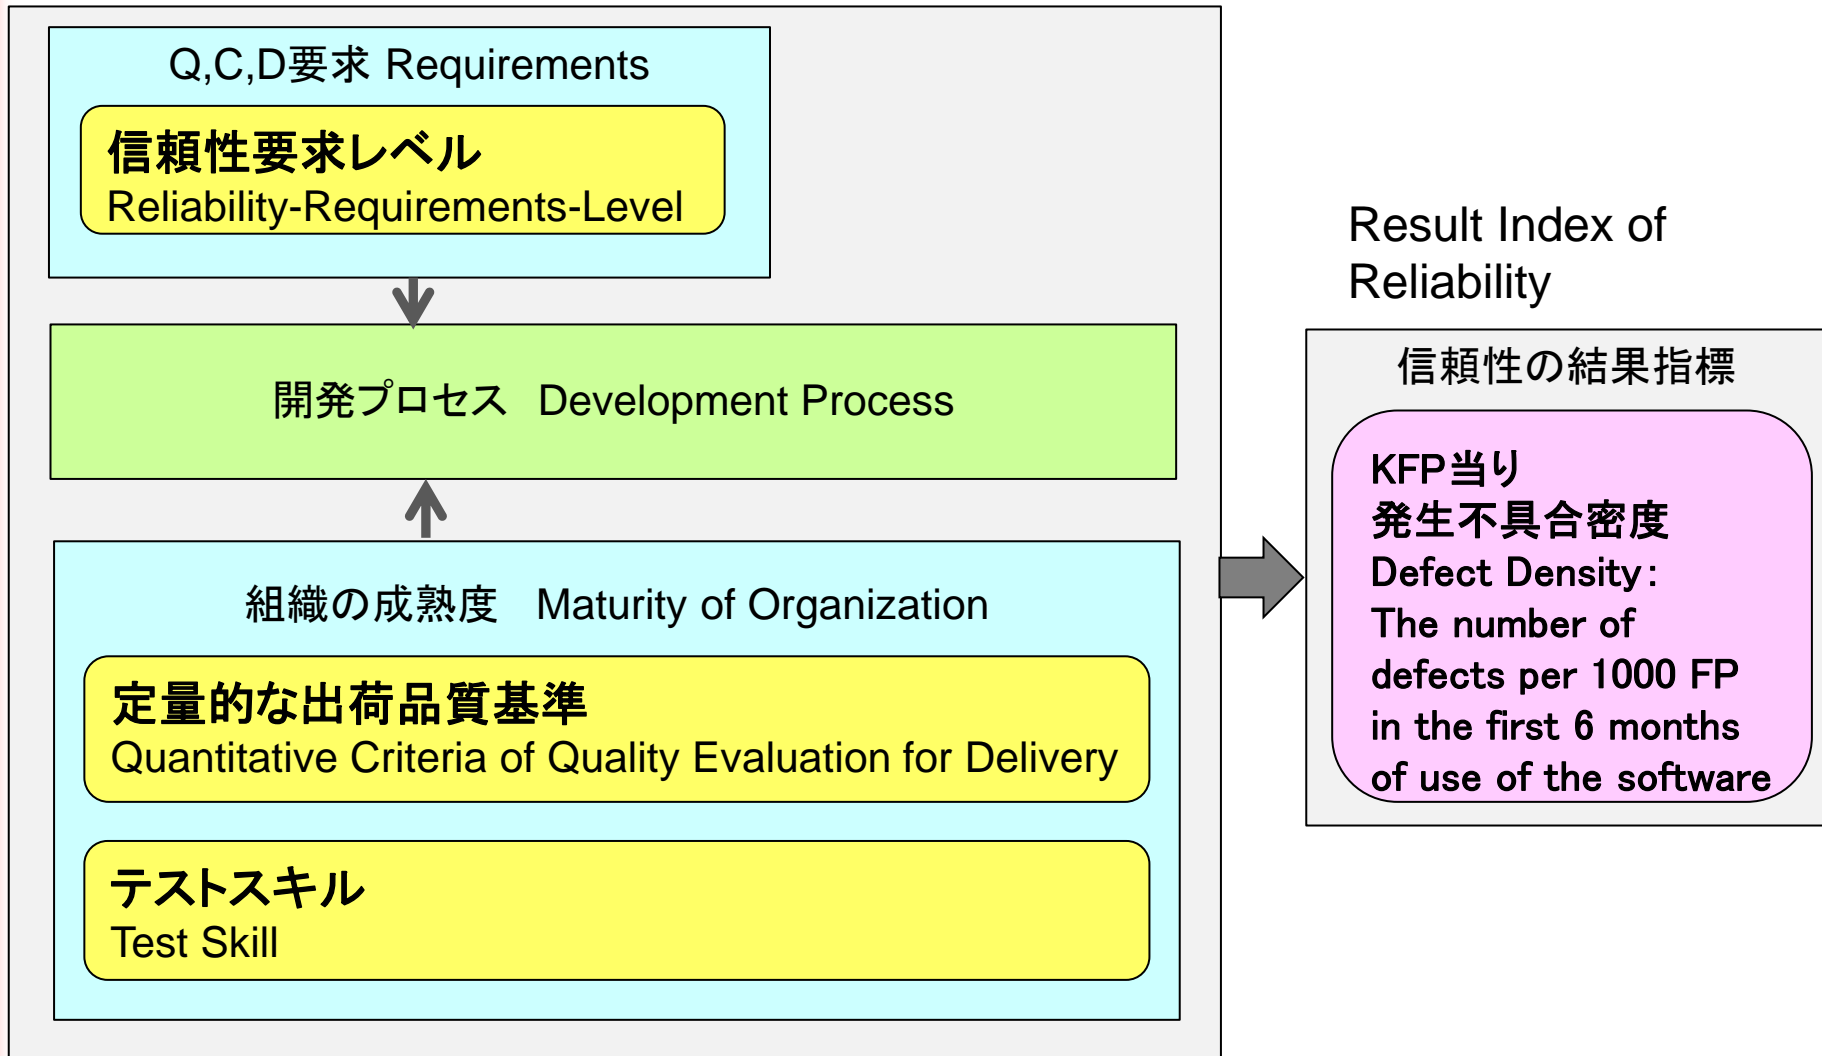 Q,C,D要求 Requirements
信頼性要求レベル
Reliability-Requirements-Level
開発プロセス Development Process
組織の成熟度 Maturity of Organization
定量的な出荷品質基準
Quantitative Criteria of Quality Evaluation for Delivery
テストスキル
Test Skill
Result Index of
Reliability
信頼性の結果指標
KFP当り
発生不具合密度
Defect Density:
The number of
defects per 1000 FP
in the first 6 months
of use of the software